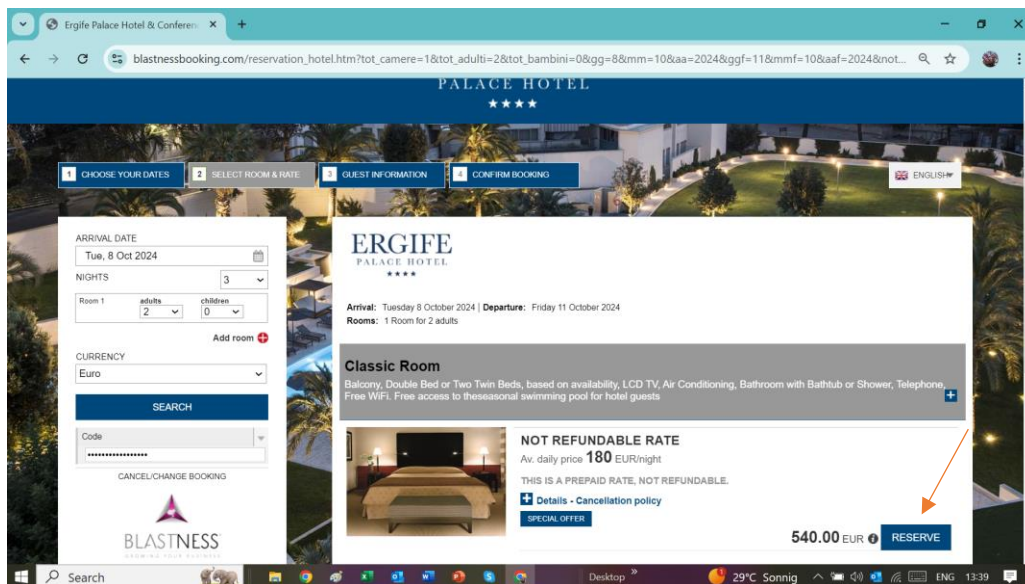 Ergife Palace Hotel & Conferen
blastnessbooking.com/reservation_hotel.htm?tot_camere=1&tot_adulti=2&tot_bambini=0&gg=8&mm=10&aa=2024&ggf=11&mmf=10&aaf=2024&not...
PALACE HOTEL
1 CHOOSE YOUR DATES
2 SELECT ROOM & RATE
3 GUEST INFORMATION
4 CONFIRM BOOKING
ENGLISH
ARRIVAL DATE
Tue, 8 Oct 2024
NIGHTS
3
Room 1 adults children
2 0
Add room
CURRENCY
Euro
SEARCH
Code
•••••••••••••••••
CANCEL/CHANGE BOOKING
BLASTNESS
GROWING YOUR BUSINESS
ERGIFE
PALACE HOTEL
Arrival: Tuesday 8 October 2024 | Departure: Friday 11 October 2024
Rooms: 1 Room for 2 adults
Classic Room
Balcony, Double Bed or Two Twin Beds, based on availability, LCD TV, Air Conditioning, Bathroom with Bathtub or Shower, Telephone,
Free WiFi. Free access to theseasonal swimming pool for hotel guests
NOT REFUNDABLE RATE
Av. daily price 180 EUR/night
THIS IS A PREPAID RATE, NOT REFUNDABLE.
Details - Cancellation policy
SPECIAL OFFER
540.00 EUR
RESERVE
Search
Desktop
29°C Sonnig
ENG
13:39